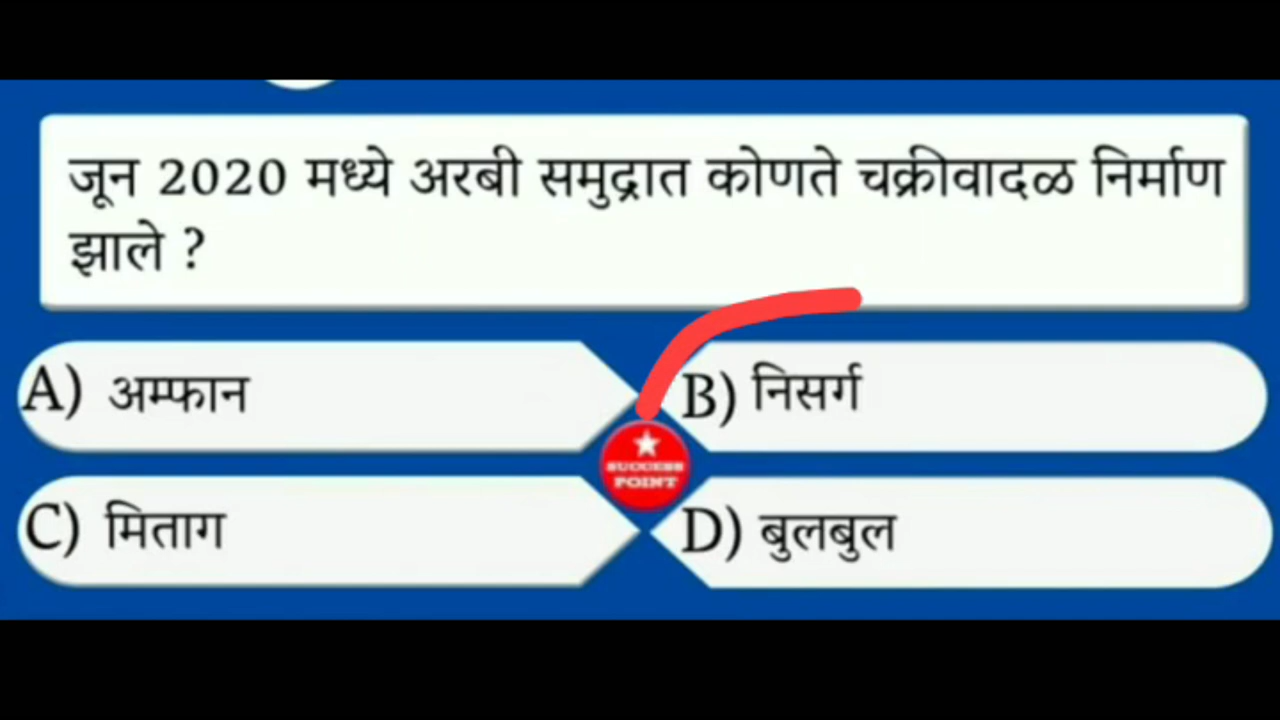 जून 2020 मध्ये अरबी समुद्रात कोणते चक्रीवादळ निर्माण
झाले ?
A) अम्फान
B) निसर्ग
SUCCESS
POINT
C) मिताग
D) बुलबुल